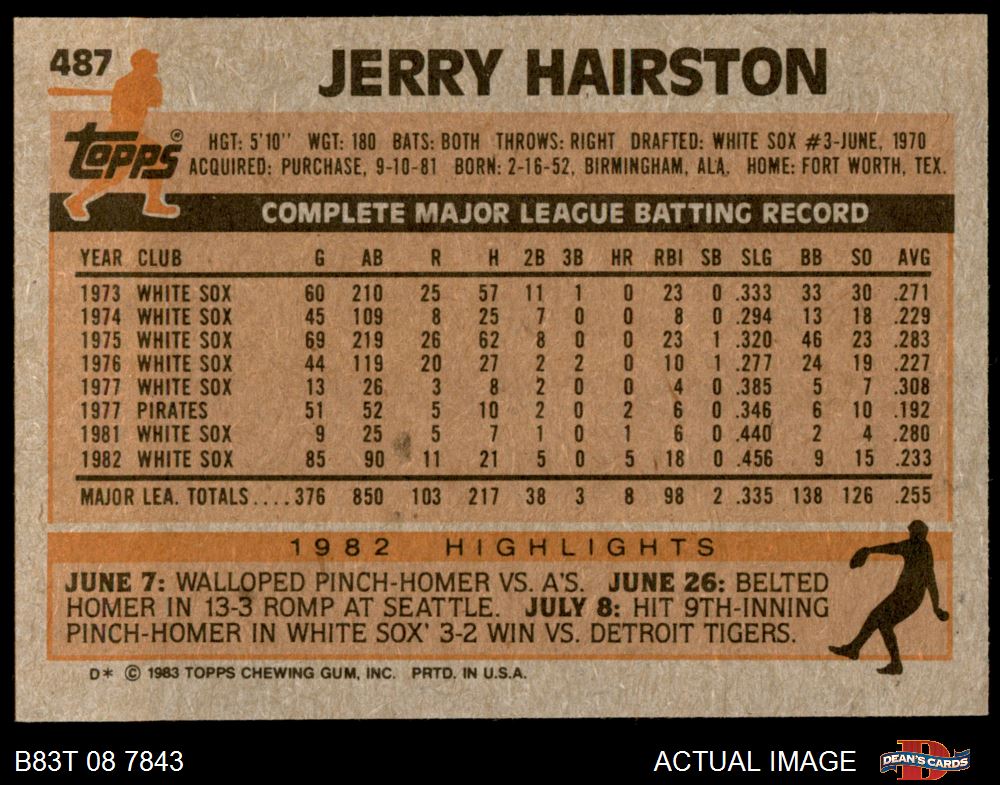 487
JERRY HAIRSTON
Topps®
HGT: 5'10" WGT: 180 BATS: BOTH THROWS: RIGHT DRAFTED: WHITE SOX #3-JUNE, 1970
ACQUIRED: PURCHASE, 9-10-81 BORN: 2-16-52, BIRMINGHAM, ALA. HOME: FORT WORTH, TEX.
COMPLETE MAJOR LEAGUE BATTING RECORD
YEAR CLUB G AB R H 2B 3B HR RBI SB SLG BB SO AVG
1973 WHITE SOX 60 210 25 57 11 1 0 23 0 .333 33 30 .271
1974 WHITE SOX 45 109 8 25 7 0 0 8 0 .294 13 18 .229
1975 WHITE SOX 69 219 26 62 8 0 0 23 1 .320 46 23 .283
1976 WHITE SOX 44 119 20 27 2 2 0 10 1 .277 24 19 .227
1977 WHITE SOX 13 26 3 8 2 0 0 4 0 .385 5 7 .308
1977 PIRATES 51 52 5 10 2 0 2 6 0 .346 6 10 .192
1981 WHITE SOX 9 25 5 7 1 0 1 6 0 .440 2 4 .280
1982 WHITE SOX 85 90 11 21 5 0 5 18 0 .456 9 15 .233
MAJOR LEA. TOTALS....376 850 103 217 38 3 8 98 2 .335 138 126 .255
1982 HIGHLIGHTS
JUNE 7: WALLOPED PINCH-HOMER VS. A'S. JUNE 26: BELTED
HOMER IN 13-3 ROMP AT SEATTLE. JULY 8: HIT 9TH-INNING
PINCH-HOMER IN WHITE SOX' 3-2 WIN VS. DETROIT TIGERS.
D* © 1983 TOPPS CHEWING GUM, INC. PRTD. IN U.S.A.
B83T 08 7843
ACTUAL IMAGE
D
DEAN'S CARDS